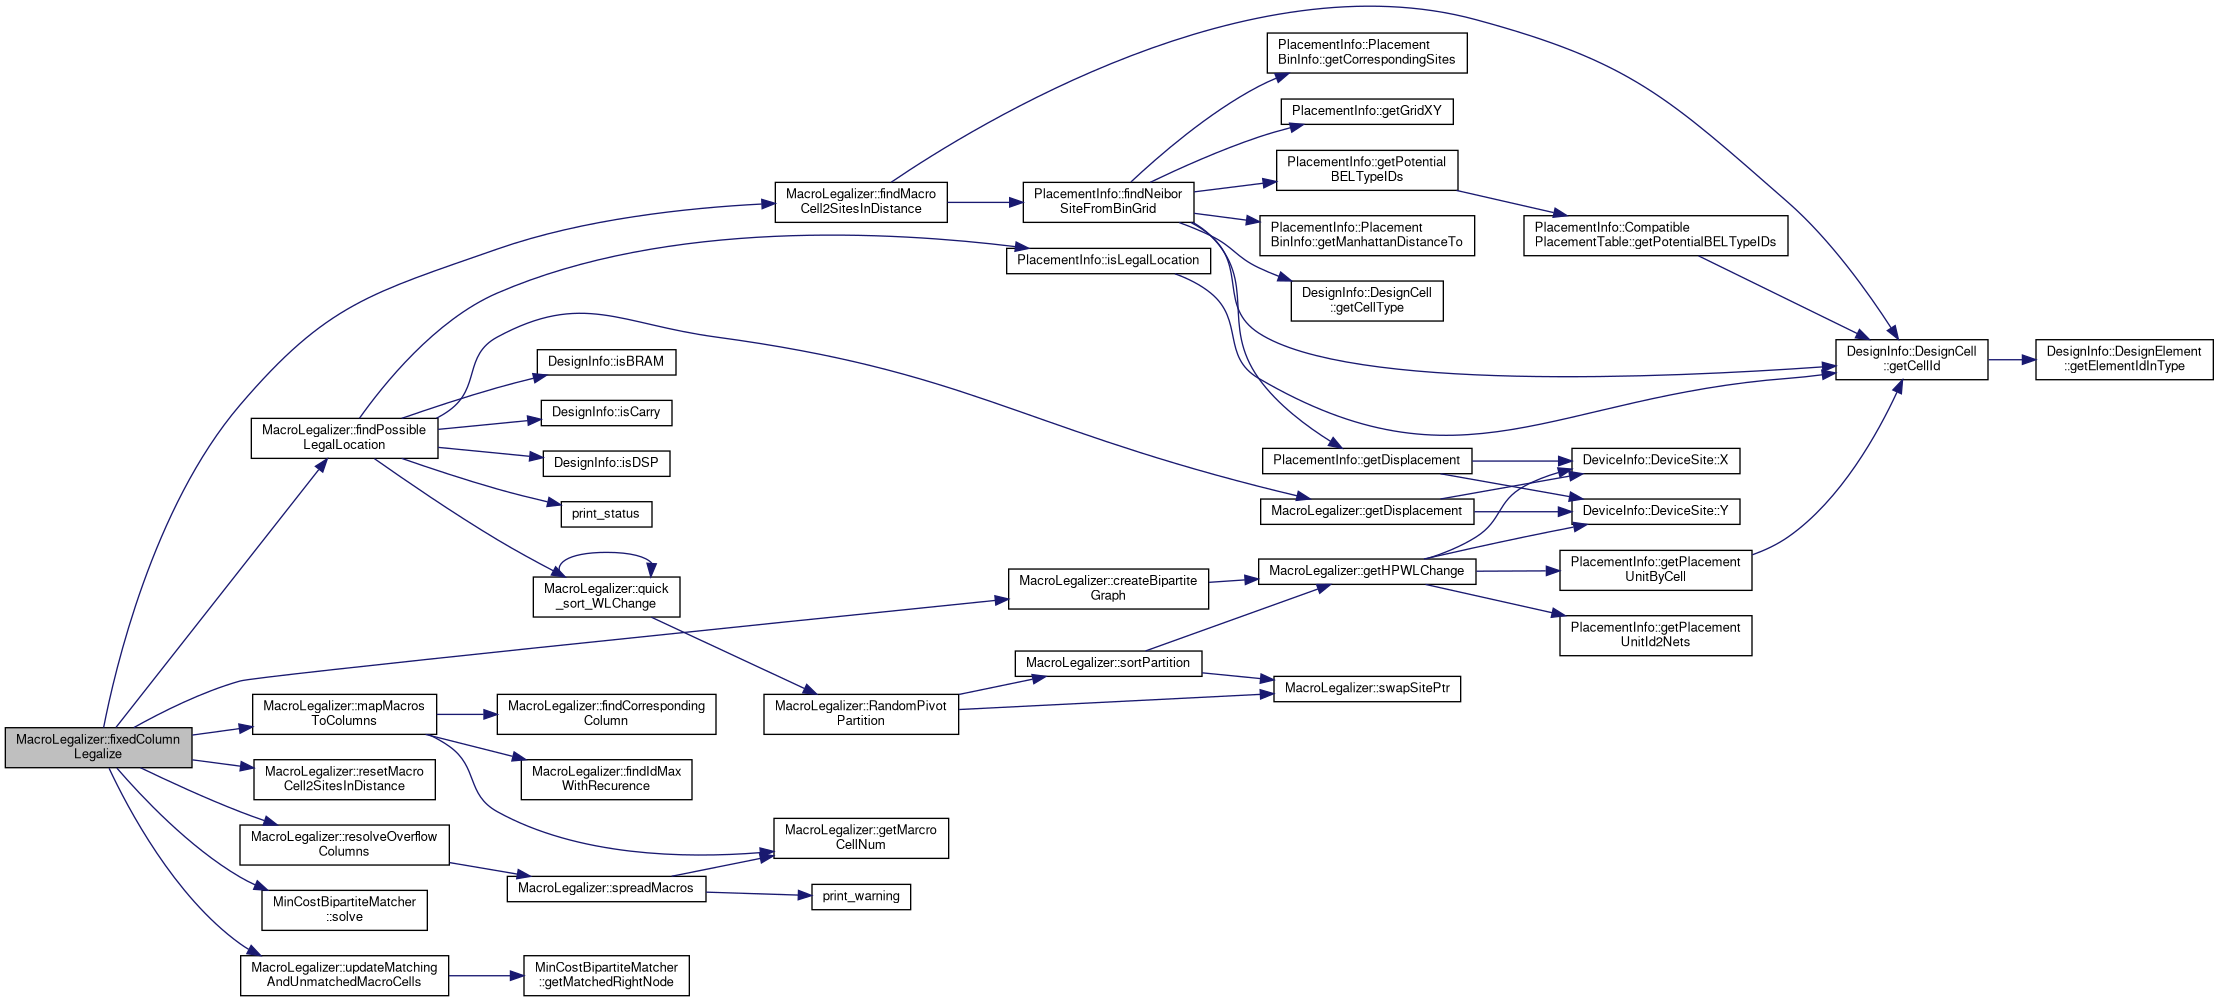 MacroLegalizer::fixedColumn
Legalize
MacroLegalizer::findMacro
Cell2SitesInDistance
PlacementInfo::findNeibor
SiteFromBinGrid
PlacementInfo::Placement
BinInfo::getCorrespondingSites
PlacementInfo::getGridXY
PlacementInfo::getPotential
BELTypeIDs
PlacementInfo::Placement
BinInfo::getManhattanDistanceTo
DesignInfo::DesignCell
::getCellType
PlacementInfo::Compatible
PlacementTable::getPotentialBELTypeIDs
DesignInfo::DesignCell
::getCellId
DesignInfo::DesignElement
::getElementIdInType
PlacementInfo::isLegalLocation
MacroLegalizer::findPossible
LegalLocation
DesignInfo::isBRAM
DesignInfo::isCarry
DesignInfo::isDSP
print_status
MacroLegalizer::quick
_sort_WLChange
PlacementInfo::getDisplacement
MacroLegalizer::getDisplacement
DeviceInfo::DeviceSite::X
DeviceInfo::DeviceSite::Y
MacroLegalizer::createBipartite
Graph
MacroLegalizer::getHPWLChange
PlacementInfo::getPlacement
UnitByCell
PlacementInfo::getPlacement
UnitId2Nets
MacroLegalizer::sortPartition
MacroLegalizer::swapSitePtr
MacroLegalizer::RandomPivot
Partition
MacroLegalizer::mapMacros
ToColumns
MacroLegalizer::findCorresponding
Column
MacroLegalizer::findIdMax
WithRecurence
MacroLegalizer::resetMacro
Cell2SitesInDistance
MacroLegalizer::resolveOverflow
Columns
MacroLegalizer::getMarcro
CellNum
MacroLegalizer::spreadMacros
print_warning
MinCostBipartiteMatcher
::solve
MacroLegalizer::updateMatching
AndUnmatchedMacroCells
MinCostBipartiteMatcher
::getMatchedRightNode